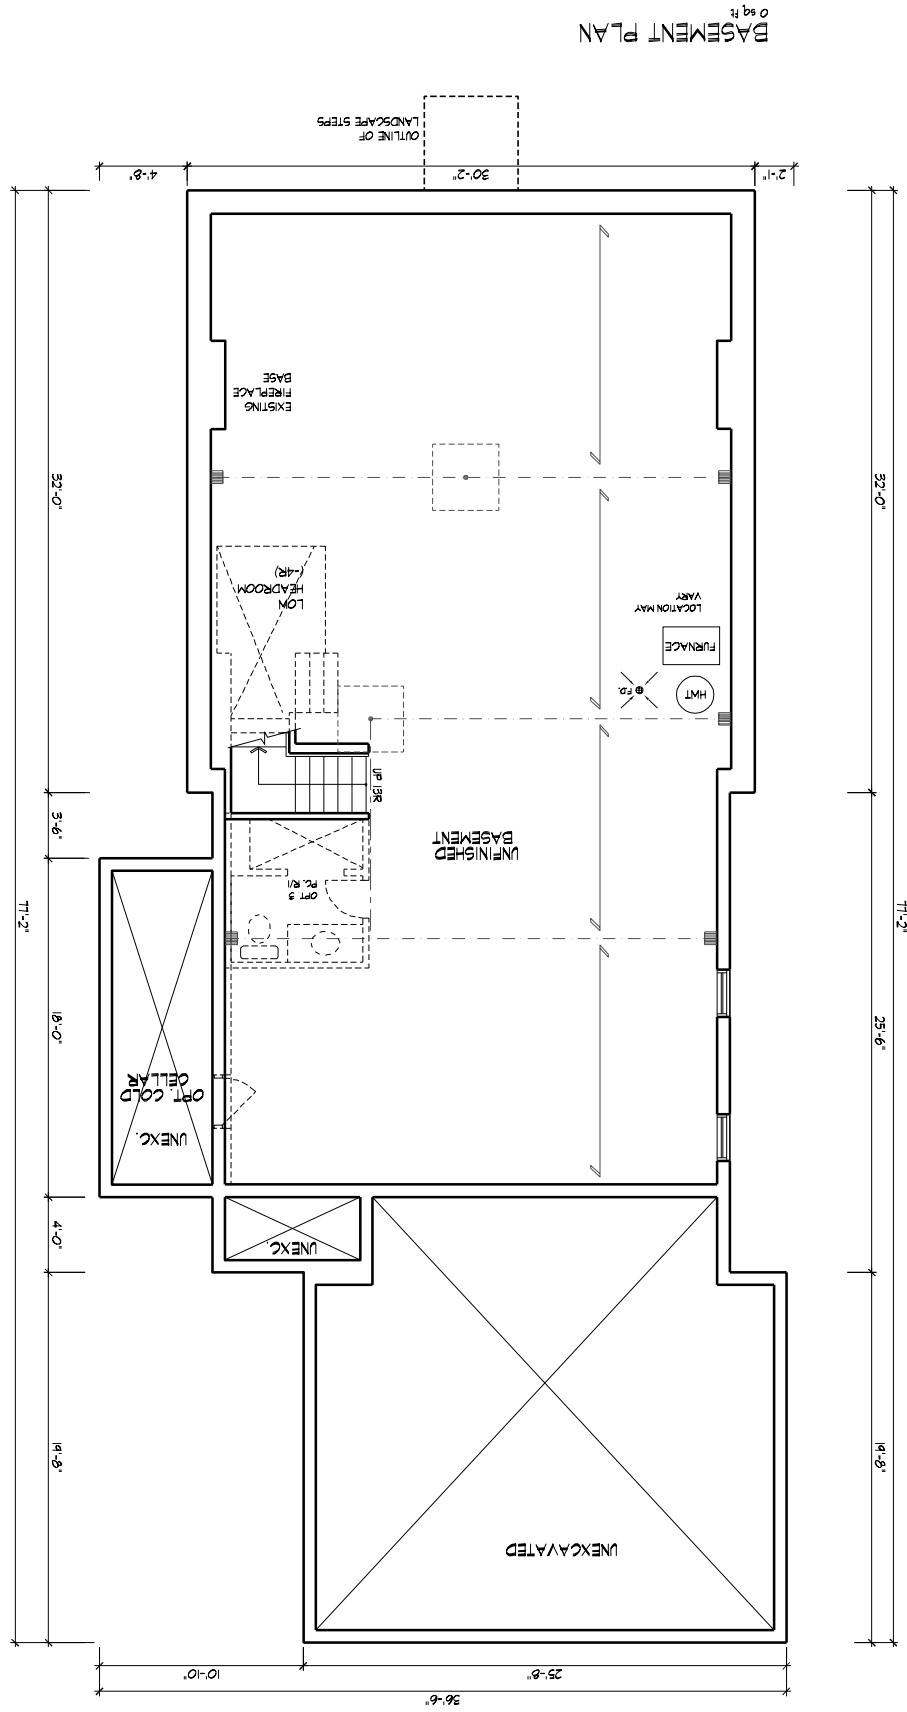 36'-6"
25'-8"
10'-10"
UNEXCAVATED
19'-8"
19'-8"
UNEXC.
4'-0"
UNEXC.
OPT. COLD
CELLAR
18'-0"
25'-6"
77'-2"
77'-2"
OPT 3
PC. R/I
UNFINISHED
BASEMENT
3'-6"
UP 13R
HWT
F.D.
FURNACE
LOCATION MAY
VARY
LOW
HEADROOM
(-4R)
32'-0"
32'-0"
EXISTING
FIREPLACE
BASE
2'-1"
30'-2"
4'-8"
OUTLINE OF
LANDSCAPE STEPS
BASEMENT PLAN
0 sq ft